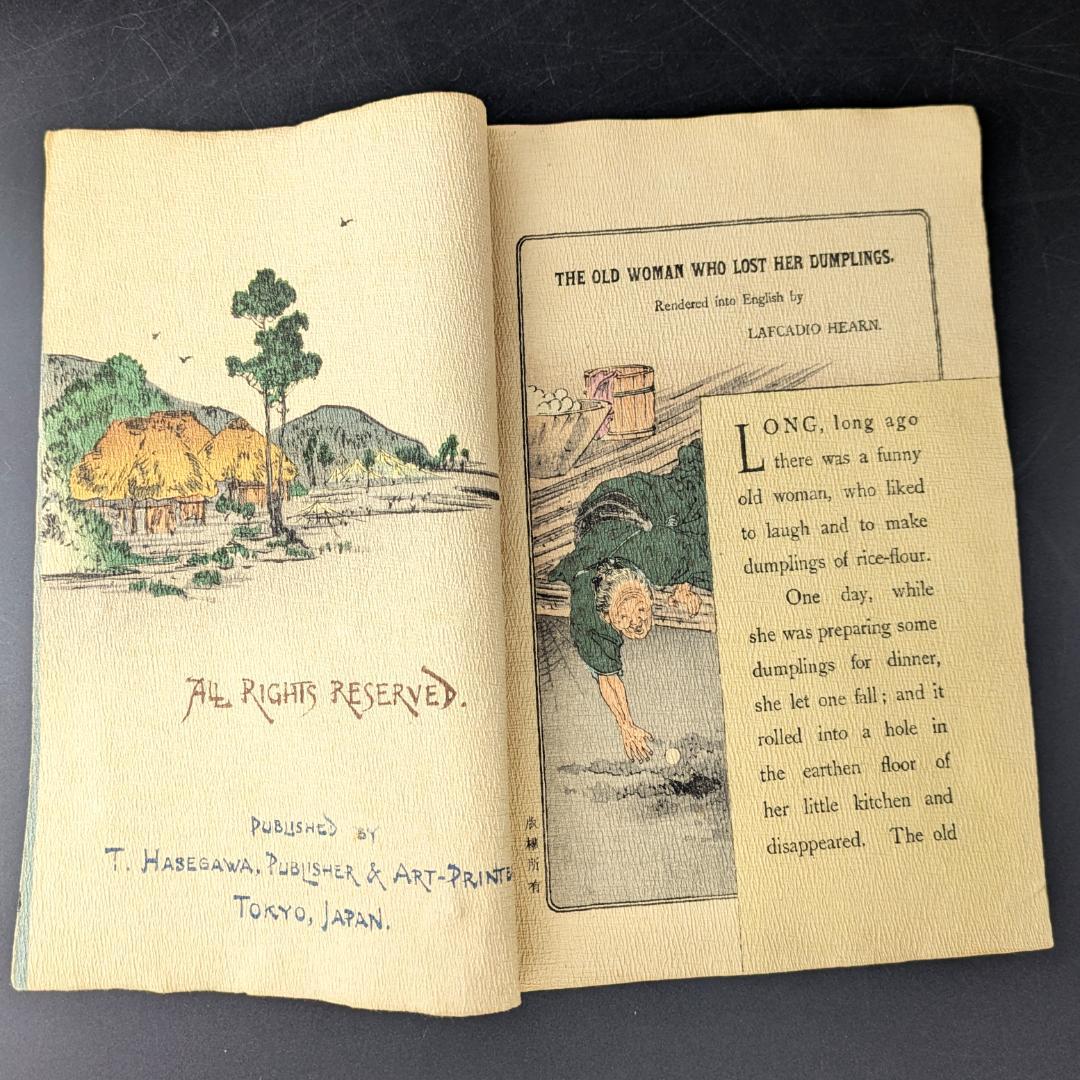 ALL RIGHTS RESERVED.
PUBLISHED BY
T. HASEGAWA, PUBLISHER & ART-PRINTE
TOKYO, JAPAN.
THE OLD WOMAN WHO LOST HER DUMPLINGS.
Rendered into English by
LAFCADIO HEARN.
LONG, long ago
there was a funny
old woman, who liked
to laugh and to make
dumplings of rice-flour.
One day, while
she was preparing some
dumplings for dinner,
she let one fall; and it
rolled into a hole in
the earthen floor of
her little kitchen and
disappeared. The old
版權所有